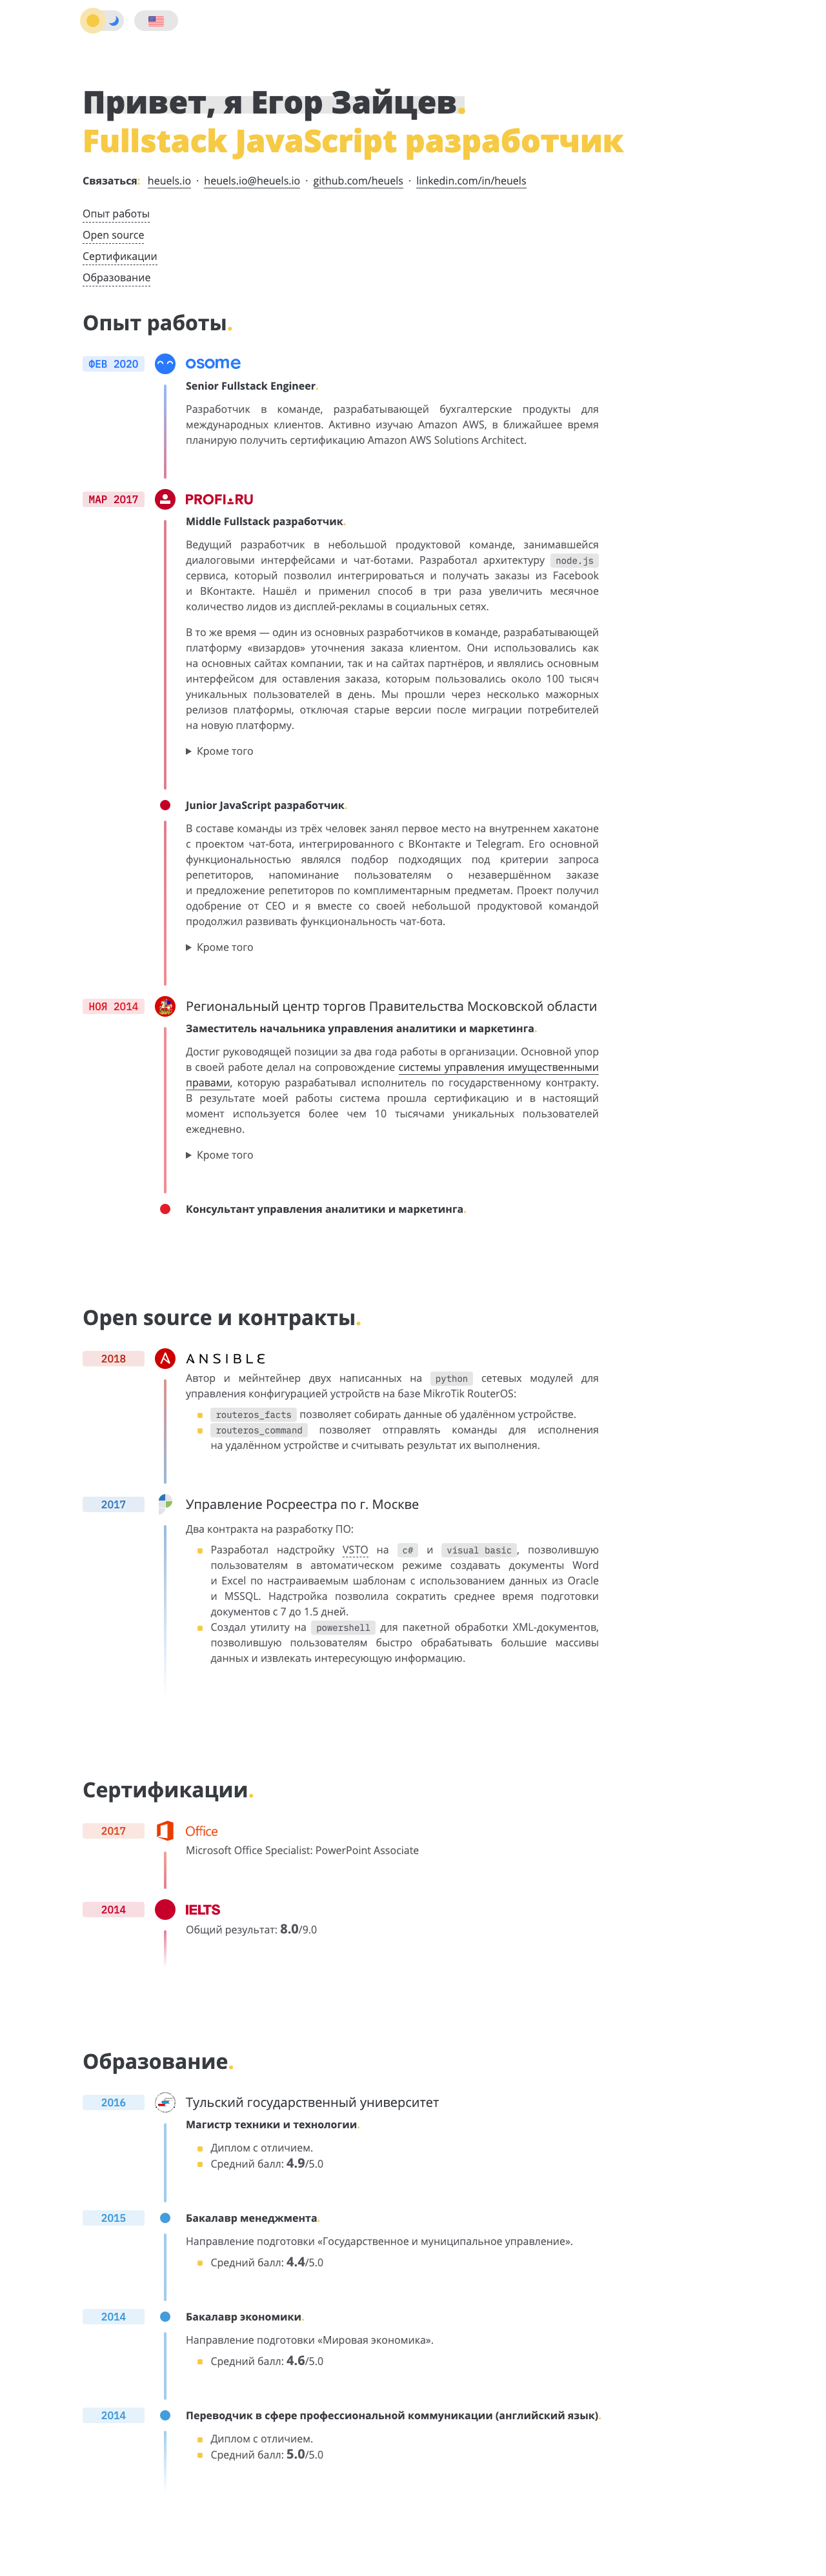 Привет, я Егор Зайцев.
Fullstack JavaScript разработчик
Связаться: heuels.io · heuels.io@heuels.io · github.com/heuels · linkedin.com/in/heuels
Опыт работы
Open source
Сертификации
Образование
Опыт работы.
ФЕВ 2020 osome
Senior Fullstack Engineer.
Разработчик в команде, разрабатывающей бухгалтерские продукты для
международных клиентов. Активно изучаю Amazon AWS, в ближайшее время
планирую получить сертификацию Amazon AWS Solutions Architect.
МАР 2017 PROFI.RU
Middle Fullstack разработчик.
Ведущий разработчик в небольшой продуктовой команде, занимавшейся
диалоговыми интерфейсами и чат-ботами. Разработал архитектуру node.js
сервиса, который позволил интегрироваться и получать заказы из Facebook
и ВКонтакте. Нашёл и применил способ в три раза увеличить месячное
количество лидов из дисплей-рекламы в социальных сетях.
В то же время — один из основных разработчиков в команде, разрабатывающей
платформу «визардов» уточнения заказа клиентом. Они использовались как
на основных сайтах компании, так и на сайтах партнёров, и являлись основным
интерфейсом для оставления заказа, которым пользовались около 100 тысяч
уникальных пользователей в день. Мы прошли через несколько мажорных
релизов платформы, отключая старые версии после миграции потребителей
на новую платформу.
Кроме того
Junior JavaScript разработчик.
В составе команды из трёх человек занял первое место на внутреннем хакатоне
с проектом чат-бота, интегрированного с ВКонтакте и Telegram. Его основной
функциональностью являлся подбор подходящих под критерии запроса
репетиторов, напоминание пользователям о незавершённом заказе
и предложение репетиторов по комплиментарным предметам. Проект получил
одобрение от CEO и я вместе со своей небольшой продуктовой командой
продолжил развивать функциональность чат-бота.
Кроме того
НОЯ 2014 Региональный центр торгов Правительства Московской области
Заместитель начальника управления аналитики и маркетинга.
Достиг руководящей позиции за два года работы в организации. Основной упор
в своей работе делал на сопровождение системы управления имущественными
правами, которую разрабатывал исполнитель по государственному контракту.
В результате моей работы система прошла сертификацию и в настоящий
момент используется более чем 10 тысячами уникальных пользователей
ежедневно.
Кроме того
Консультант управления аналитики и маркетинга.
Open source и контракты.
2018 ANSIBLE
Автор и мейнтейнер двух написанных на python сетевых модулей для
управления конфигурацией устройств на базе MikroTik RouterOS:
routeros_facts позволяет собирать данные об удалённом устройстве.
routeros_command позволяет отправлять команды для исполнения
на удалённом устройстве и считывать результат их выполнения.
2017 Управление Росреестра по г. Москве
Два контракта на разработку ПО:
Разработал надстройку VSTO на c# и visual basic, позволившую
пользователям в автоматическом режиме создавать документы Word
и Excel по настраиваемым шаблонам с использованием данных из Oracle
и MSSQL. Надстройка позволила сократить среднее время подготовки
документов с 7 до 1.5 дней.
Создал утилиту на powershell для пакетной обработки XML-документов,
позволившую пользователям быстро обрабатывать большие массивы
данных и извлекать интересующую информацию.
Сертификации.
2017 Office
Microsoft Office Specialist: PowerPoint Associate
2014 IELTS
Общий результат: 8.0/9.0
Образование.
2016 Тульский государственный университет
Магистр техники и технологии.
Диплом с отличием.
Средний балл: 4.9/5.0
2015 Бакалавр менеджмента.
Направление подготовки «Государственное и муниципальное управление».
Средний балл: 4.4/5.0
2014 Бакалавр экономики.
Направление подготовки «Мировая экономика».
Средний балл: 4.6/5.0
2014 Переводчик в сфере профессиональной коммуникации (английский язык).
Диплом с отличием.
Средний балл: 5.0/5.0